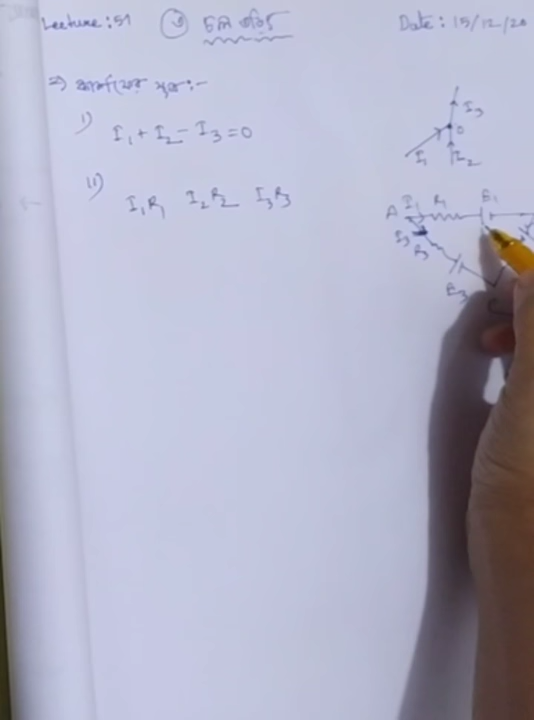 Lecture: 51 ৩ চল তড়িৎ Date: 15/12/20
⇒ কার্শফের সূত্র:-
i) I₁ + I₂ - I₃ = 0
ii) I₁R₁ I₂R₂ I₃R₃
I₃
O
I₁ I₂
A I₁ R₁ E₁
I₃ R₃
E₃